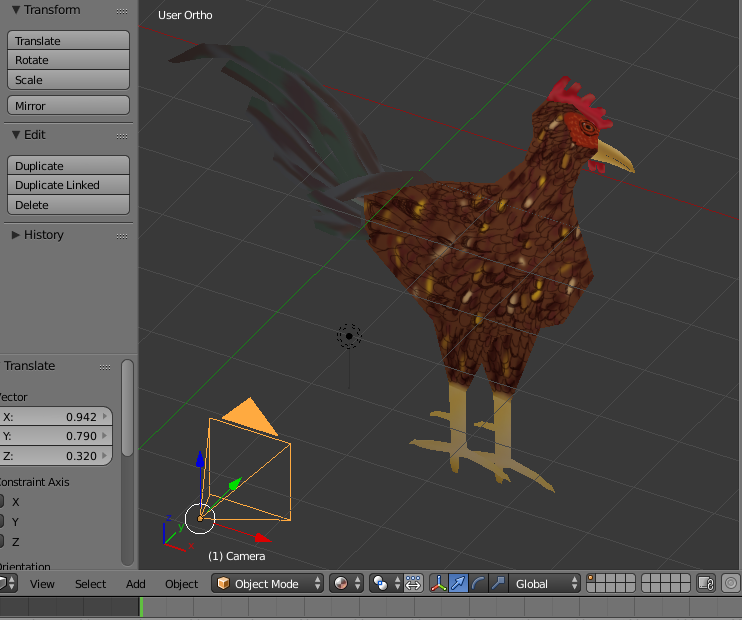 Transform
User Ortho
Translate
Rotate
Scale
Mirror
Edit
Duplicate
Duplicate Linked
Delete
History
Translate
Vector
X: 0.942
Y: 0.790
Z: 0.320
Constraint Axis
X
Y
Z
Orientation
z
y
x
(1) Camera
View Select Add Object Object Mode Global